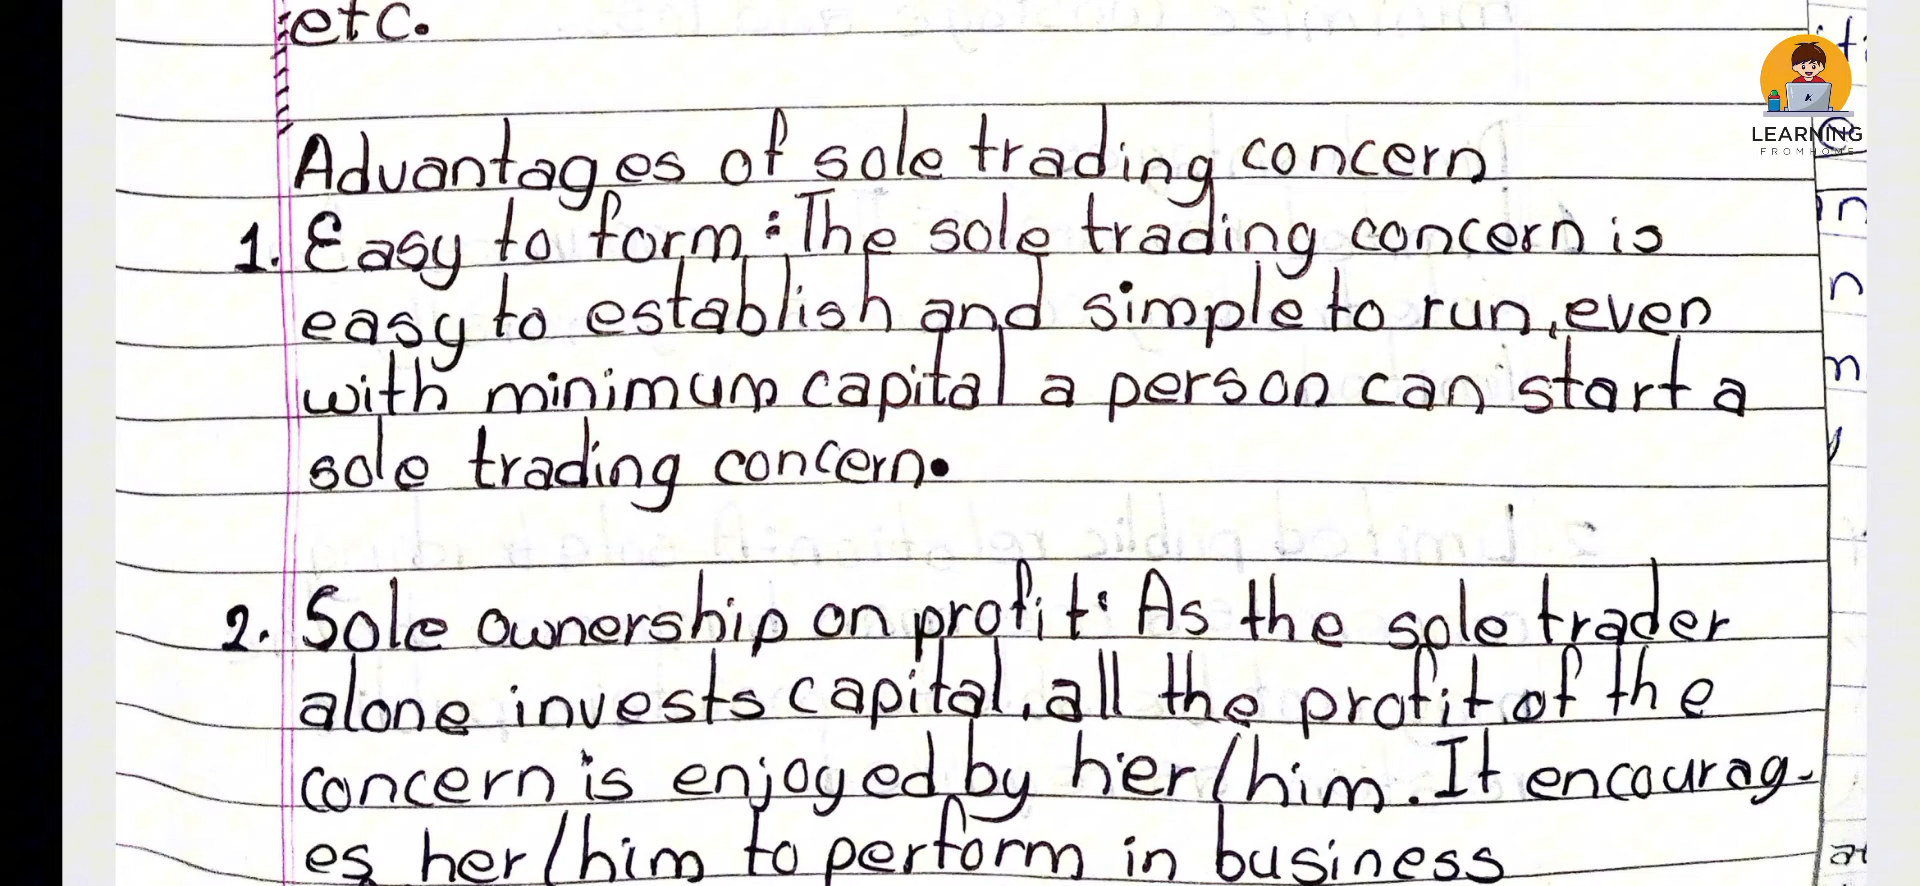 etc.
LEARNING
FROMHOME
Advantages of sole trading concern
1. Easy to form: The sole trading concern is
easy to establish and simple to run, even
with minimum capital a person can start a
sole trading concern.
2. Sole ownership on profit: As the sole trader
alone invests capital, all the profit of the
concern is enjoyed by her/him. It encourag-
es her/him to perform in business